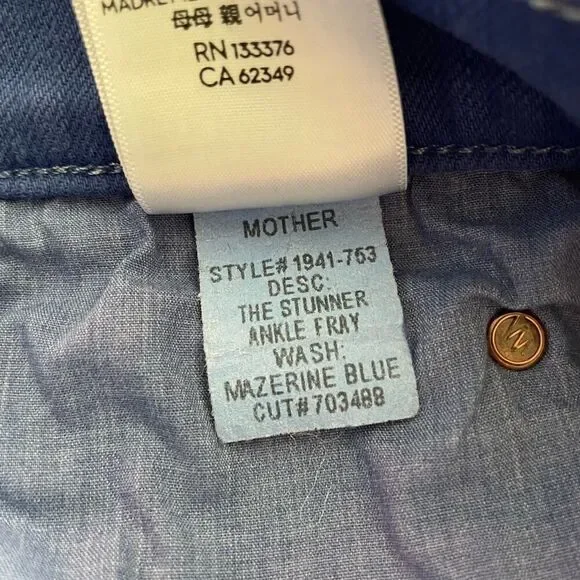 母母 親 어머니
RN 133376
CA 62349
MOTHER
STYLE# 1941-753
DESC:
THE STUNNER
ANKLE FRAY
WASH:
MAZERINE BLUE
CUT#703488